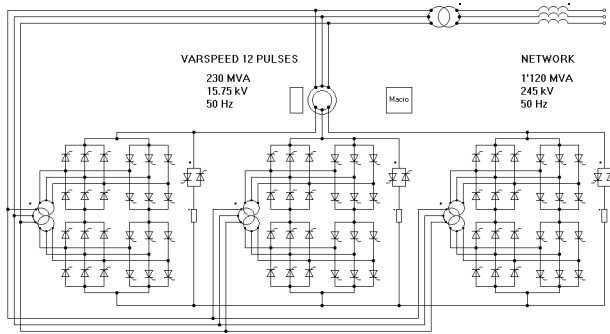 VARSPEED 12 PULSES
230 MVA
15.75 kV
50 Hz
Macro
NETWORK
1'120 MVA
245 kV
50 Hz